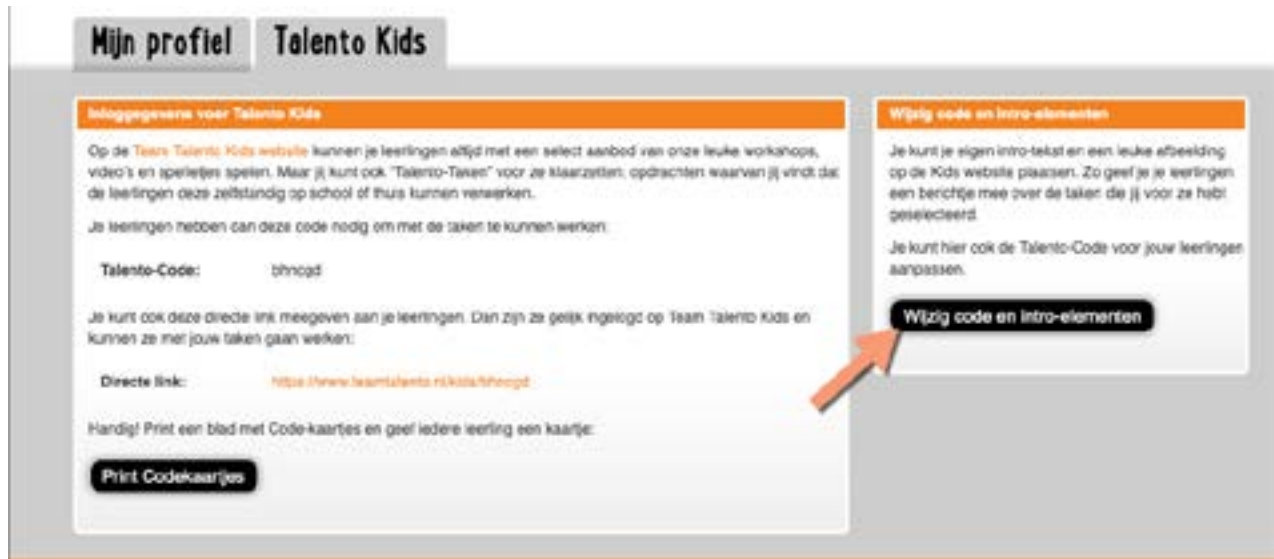 Mijn profiel
Talento Kids
Inloggegevens voor Talento Kids
Op de Team Talento Kids website kunnen je leerlingen altijd met een select aanbod van onze leuke workshops,
video's en spelletjes spelen. Maar jij kunt ook "Talento-Taken" voor ze klaarzetten: opdrachten waarvan jij vindt dat
de leerlingen deze zelfstandig op school of thuis kunnen verwerken.
Je leerlingen hebben dan deze code nodig om met de taken te kunnen werken:
Talento-Code: bhncgd
Je kunt ook deze directe link meegeven aan je leerlingen. Dan zijn ze gelijk ingelogd op Team Talento Kids en
kunnen ze met jouw taken gaan werken:
Directe link: https://www.teamtalento.nl/kids/bhncgd
Handig! Print een blad met Code-kaartjes en geef iedere leerling een kaartje:
Print Codekaartjes
Wijzig code en intro-elementen
Je kunt je eigen intro-tekst en een leuke afbeelding
op de Kids website plaatsen. Zo geef je je leerlingen
een berichtje mee over de taken die jij voor ze hebt
geselecteerd.
Je kunt hier ook de Talento-Code voor jouw leerlingen
aanpassen.
Wijzig code en intro-elementen